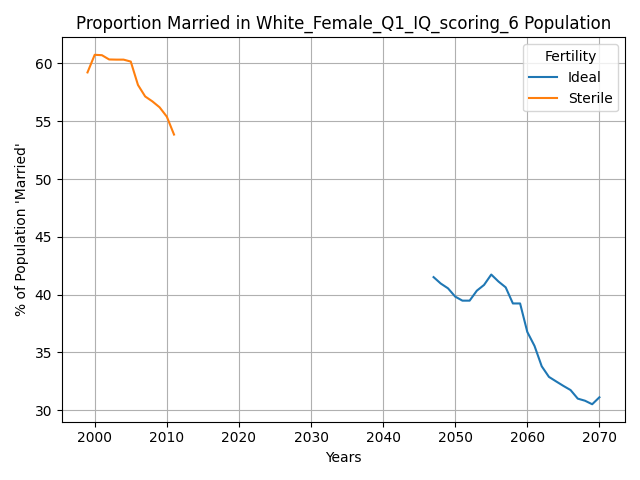 Proportion Married in White_Female_Q1_IQ_scoring_6 Population
Fertility
Ideal
Sterile
% of Population 'Married'
60
55
50
45
40
35
30
2000
2010
2020
2030
2040
2050
2060
2070
Years